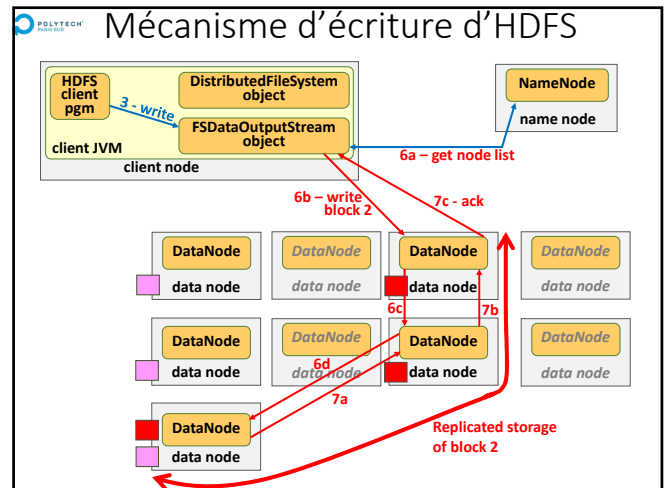 POLYTECH
PARIS-SUD
Mécanisme d'écriture d'HDFS
HDFS
client
pgm
3 - write
DistributedFileSystem
object
FSDataOutputStream
object
client JVM
client node
NameNode
name node
6a – get node list
6b – write
block 2
7c - ack
DataNode
data node
DataNode
data node
DataNode
data node
DataNode
data node
6c
7b
DataNode
data node
DataNode
data node
DataNode
data node
DataNode
data node
6d
7a
DataNode
data node
Replicated storage
of block 2